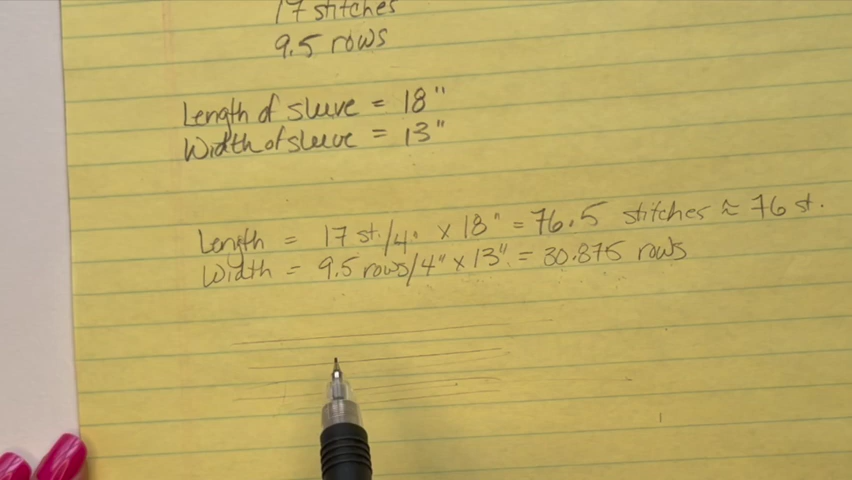 17 stitches
9.5 rows
Length of sleeve = 18"
Width of sleeve = 13"
Length = 17 st./4" x 18" = 76.5 stitches ≈ 76 st.
Width = 9.5 rows/4" x 13" = 30.875 rows